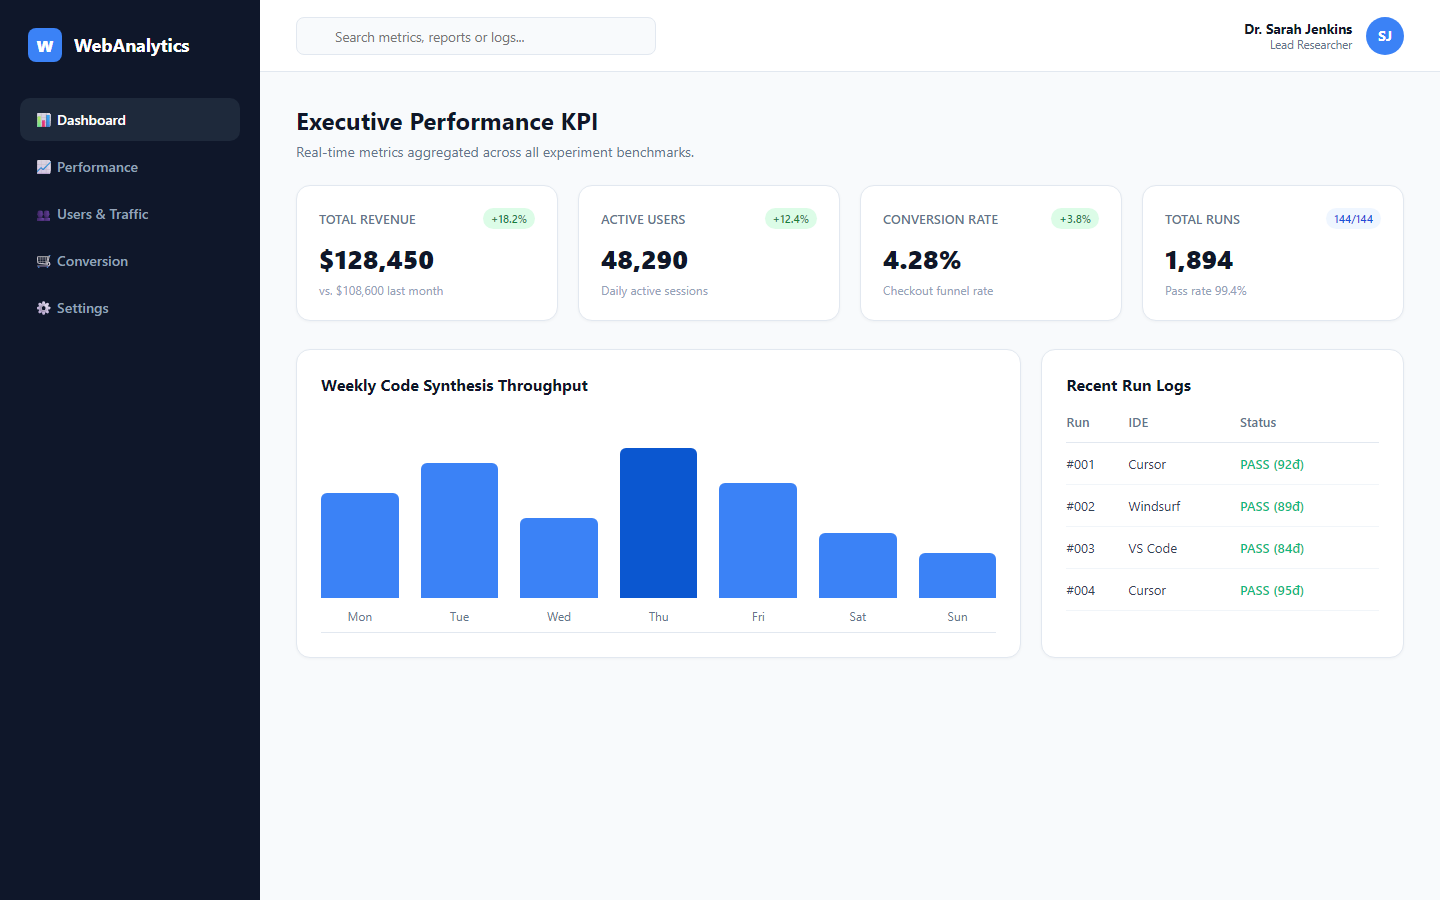 W WebAnalytics
Dashboard
Performance
Users & Traffic
Conversion
Settings
Search metrics, reports or logs...
Dr. Sarah Jenkins
Lead Researcher
SJ
Executive Performance KPI
Real-time metrics aggregated across all experiment benchmarks.
TOTAL REVENUE +18.2%
$128,450
vs. $108,600 last month
ACTIVE USERS +12.4%
48,290
Daily active sessions
CONVERSION RATE +3.8%
4.28%
Checkout funnel rate
TOTAL RUNS 144/144
1,894
Pass rate 99.4%
Weekly Code Synthesis Throughput
Mon Tue Wed Thu Fri Sat Sun
Recent Run Logs
Run IDE Status
#001 Cursor PASS (92đ)
#002 Windsurf PASS (89đ)
#003 VS Code PASS (84đ)
#004 Cursor PASS (95đ)